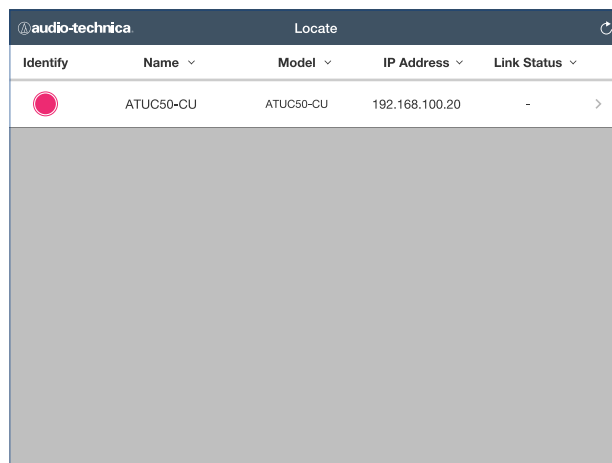 audio-technica. Locate
Identify Name Model IP Address Link Status
ATUC50-CU ATUC50-CU 192.168.100.20 -